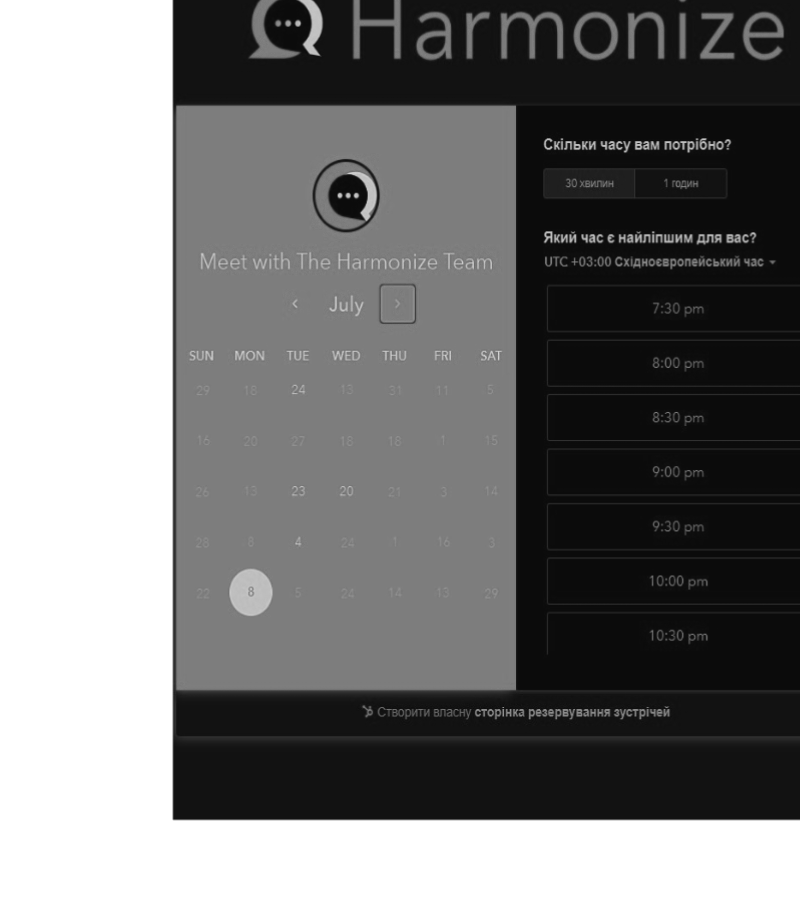 Harmonize
Meet with The Harmonize Team
July
SUN MON TUE WED THU FRI SAT
29 18 24 13 31 11 5
16 20 27 18 18 1 15
26 13 23 20 21 3 14
28 8 4 24 1 16 3
22 8 5 24 14 13 29
Скільки часу вам потрібно?
30 хвилин 1 годин
Який час є найліпшим для вас?
UTC +03:00 Східноєвропейський час
7:30 pm
8:00 pm
8:30 pm
9:00 pm
9:30 pm
10:00 pm
10:30 pm
Створити власну сторінка резервування зустрічей